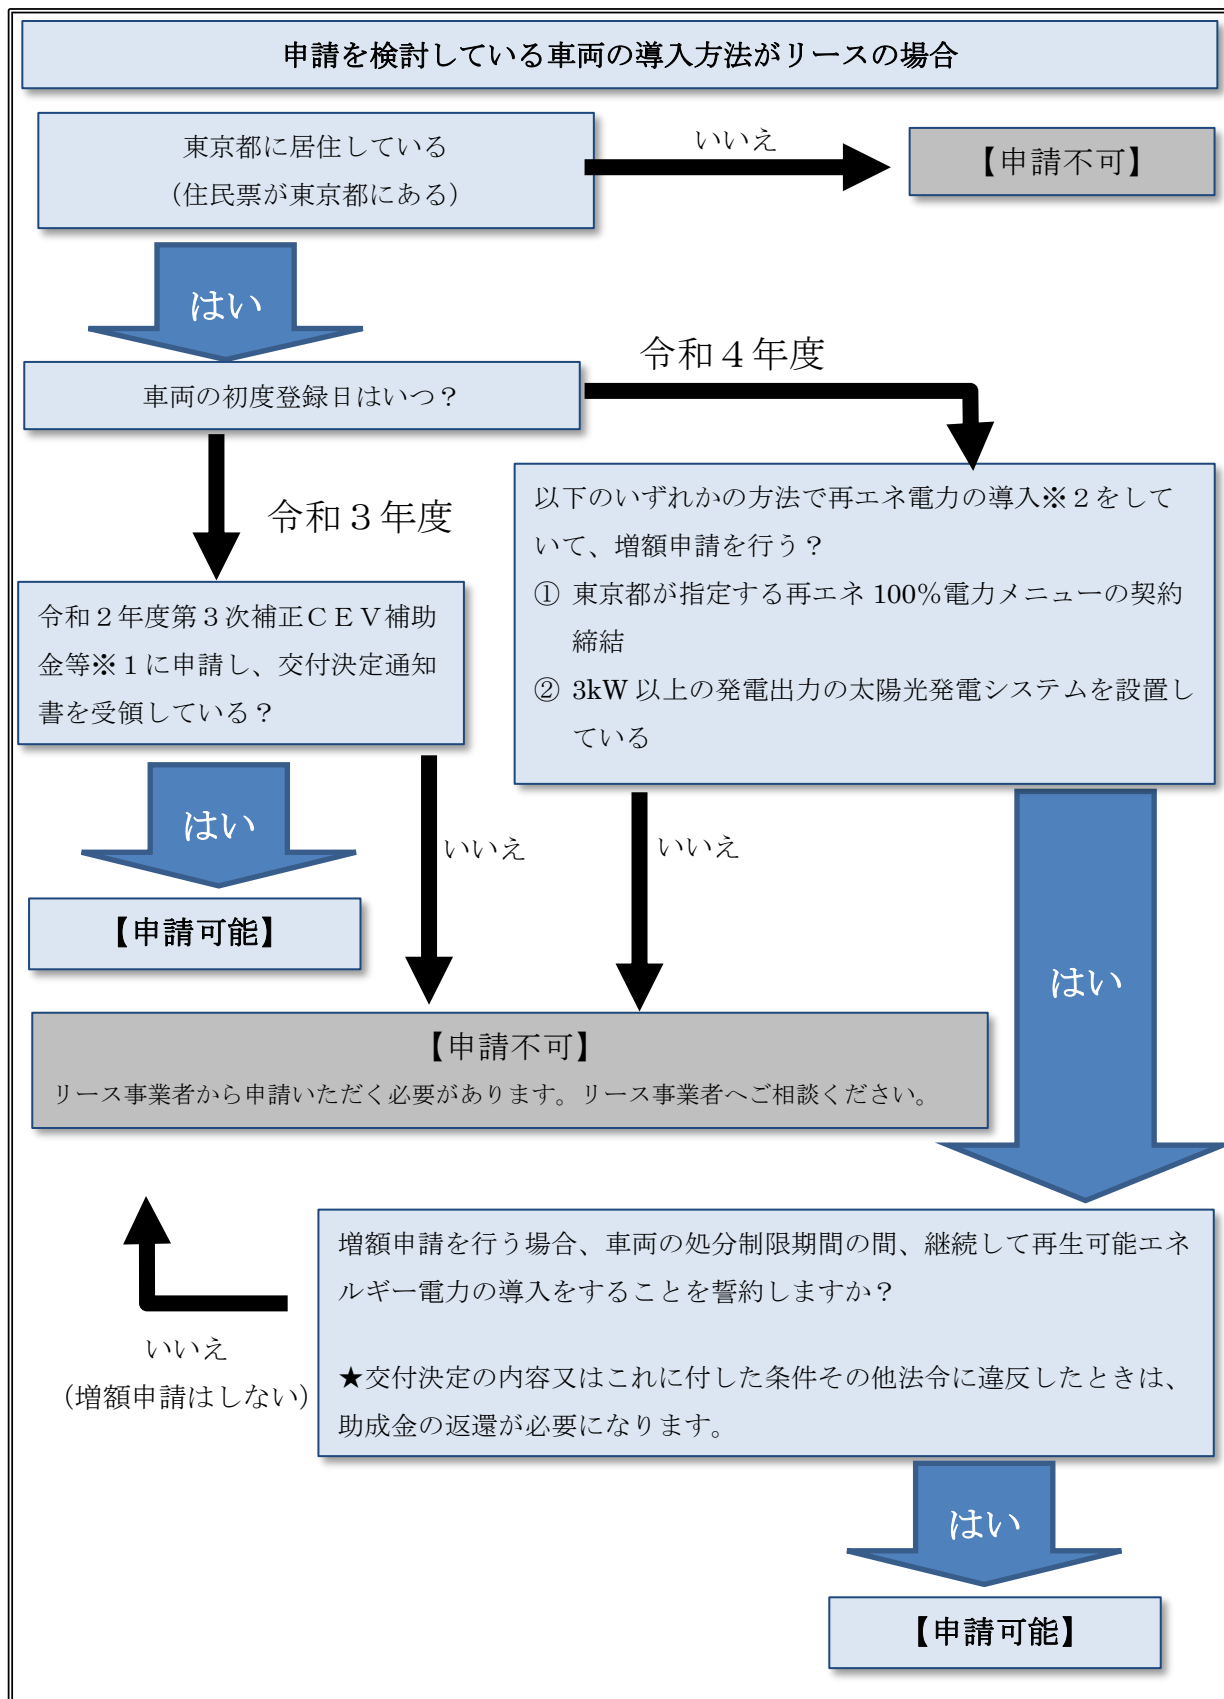 申請を検討している車両の導入方法がリースの場合
東京都に居住している
（住民票が東京都にある）
いいえ
【申請不可】
はい
車両の初度登録日はいつ？
令和４年度
令和３年度
以下のいずれかの方法で再エネ電力の導入※２をして
いて、増額申請を行う？
① 東京都が指定する再エネ 100%電力メニューの契約
締結
② 3kW 以上の発電出力の太陽光発電システムを設置し
ている
令和２年度第３次補正ＣＥＶ補助
金等※１に申請し、交付決定通知
書を受領している？
はい
いいえ
いいえ
【申請可能】
はい
【申請不可】
リース事業者から申請いただく必要があります。リース事業者へご相談ください。
増額申請を行う場合、車両の処分制限期間の間、継続して再生可能エネ
ルギー電力の導入をすることを誓約しますか？
★交付決定の内容又はこれに付した条件その他法令に違反したときは、
助成金の返還が必要になります。
いいえ
（増額申請はしない）
はい
【申請可能】